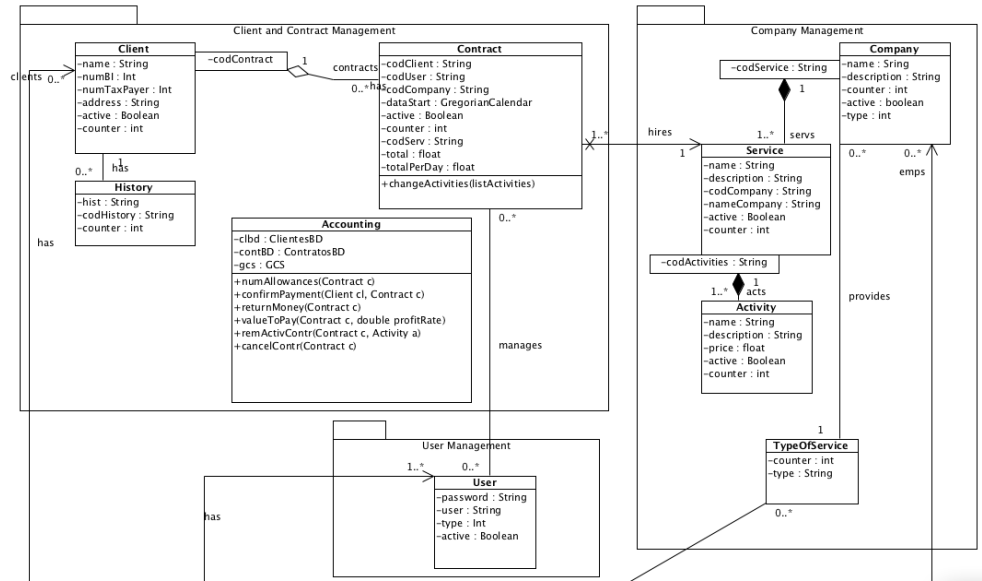 Client and Contract Management
Client
-name : String
-numBI : Int
-numTaxPayer : Int
-address : String
-active : Boolean
-counter : int
-codContract
1
contracts
0..*
has
clients
0..*
Contract
-codClient : String
-codUser : String
-codCompany : String
-dataStart : GregorianCalendar
-active : Boolean
-counter : int
-codServ : String
-total : float
-totalPerDay : float
+changeActivities(listActivities)
1
has
0..*
History
-hist : String
-codHistory : String
-counter : int
has
Accounting
-clbd : ClientesBD
-contBD : ContratosBD
-gcs : GCS
+numAllowances(Contract c)
+confirmPayment(Client cl, Contract c)
+returnMoney(Contract c)
+valueToPay(Contract c, double profitRate)
+remActivContr(Contract c, Activity a)
+cancelContr(Contract c)
0..*
manages
0..*
1..*
hires
1
Company Management
Company
-name : Sring
-description : String
-counter : int
-active : boolean
-type : int
-codService : String
1
1..*
servs
0..*
0..*
emps
Service
-name : String
-description : String
-codCompany : String
-nameCompany : String
-active : Boolean
-counter : int
-codActivities : String
1
1..*
acts
Activity
-name : String
-description : String
-price : float
-active : Boolean
-counter : int
provides
1
TypeOfService
-counter : int
-type : String
0..*
User Management
1..*
has
User
-password : String
-user : String
-type : Int
-active : Boolean